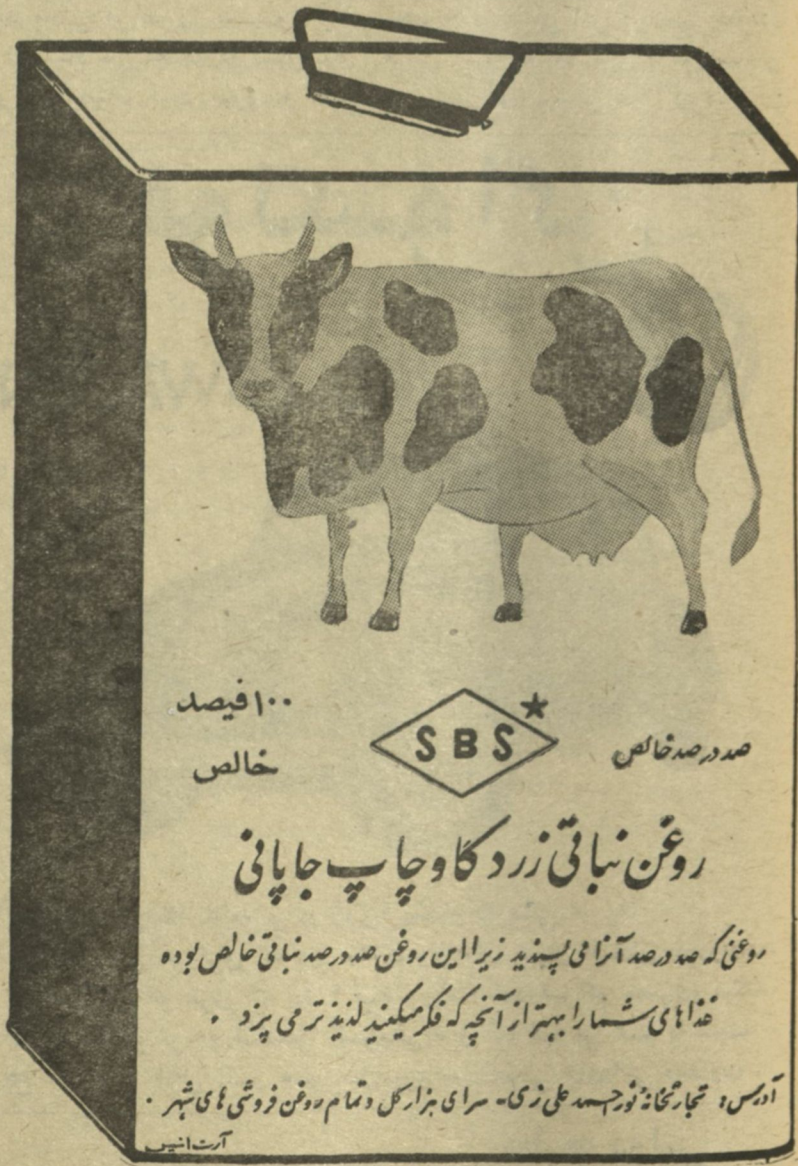 صد در صد خالص
SBS
۱۰۰ فیصد
خالص
روغن نباتی زرد گاو چاپ جاپانی
روغنی که صد در صد آنرا می پسندید زیرا این روغن صد در صد نباتی خالص بوده
غذاهای شما را بهتر از آنچه که فکر میکنید لذیذ تر می پزد .
آدرس : تجارتخانهٔ نور احمد علی زی - سرای هزار گل و تمام روغن فروشی های شهر .
آرت انیس